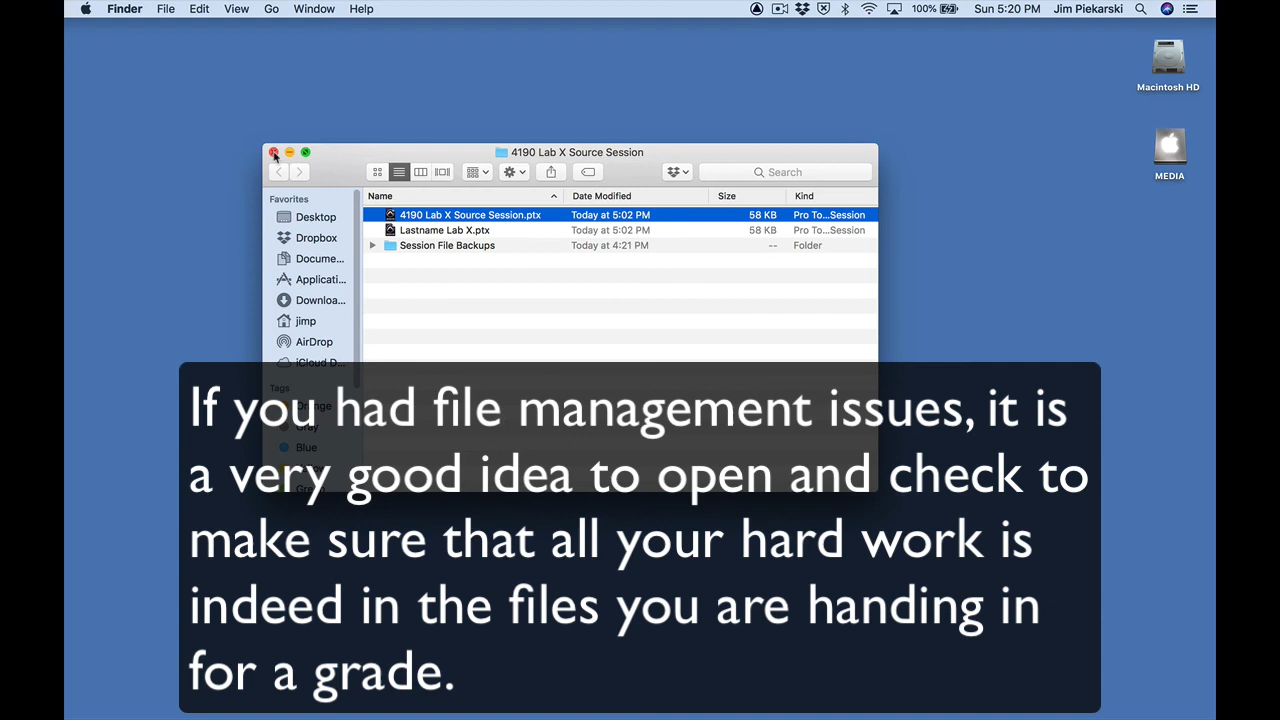 Finder File Edit View Go Window Help 100% Sun 5:20 PM Jim Piekarski
Macintosh HD
MEDIA
4190 Lab X Source Session
Search
Favorites
Name Date Modified Size Kind
Desktop
4190 Lab X Source Session.ptx Today at 5:02 PM 58 KB Pro To...Session
Lastname Lab X.ptx Today at 5:02 PM 58 KB Pro To...Session
Dropbox
Session File Backups Today at 4:21 PM -- Folder
Docume...
Applicati...
Downloa...
jimp
AirDrop
iCloud D...
Tags
Orange
Gray
Blue
If you had file management issues, it is
a very good idea to open and check to
make sure that all your hard work is
indeed in the files you are handing in
for a grade.